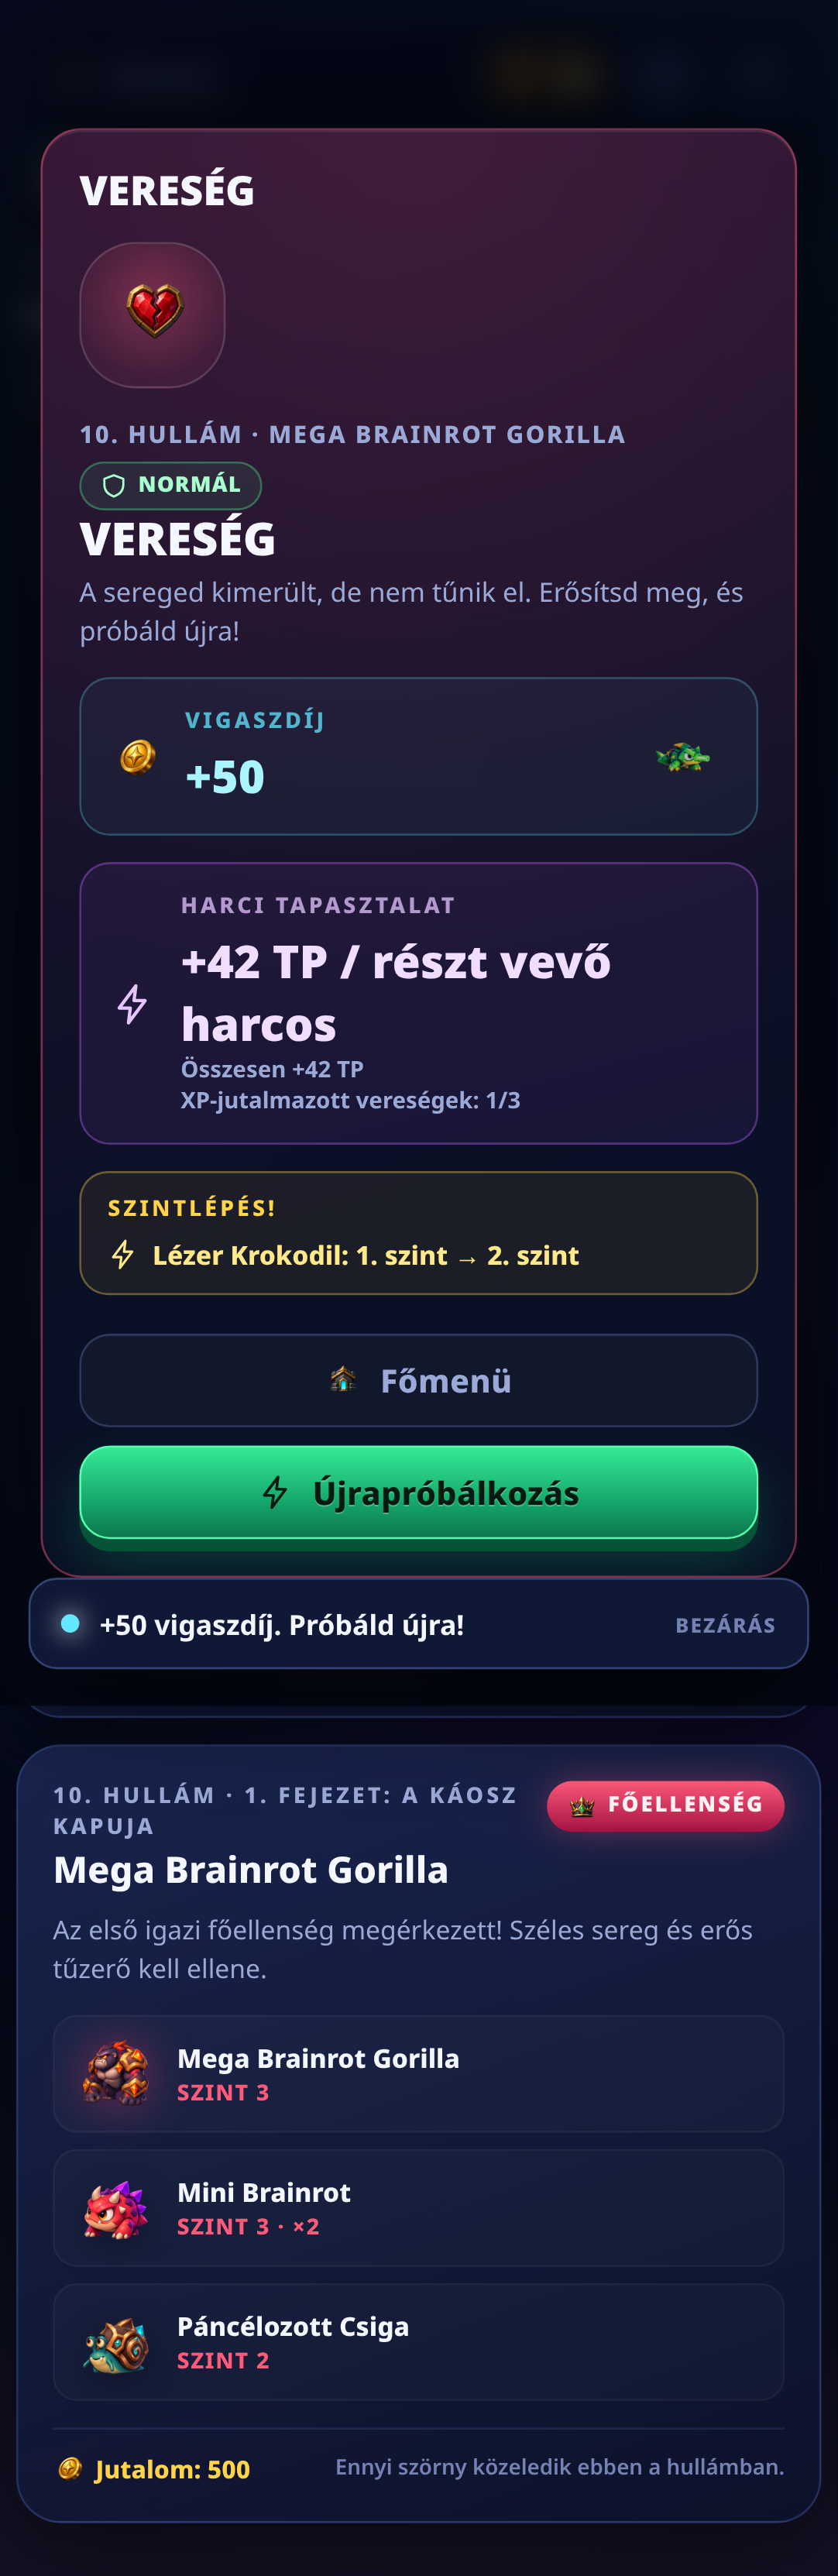 VERESÉG
10. HULLÁM · MEGA BRAINROT GORILLA
NORMÁL
VERESÉG
A sereged kimerült, de nem tűnik el. Erősítsd meg, és
próbáld újra!
VIGASZDÍJ
+50
HARCI TAPASZTALAT
+42 TP / részt vevő
harcos
Összesen +42 TP
XP-jutalmazott vereségek: 1/3
SZINTLÉPÉS!
Lézer Krokodil: 1. szint → 2. szint
Főmenü
Újrapróbálkozás
+50 vigaszdíj. Próbáld újra!
BEZÁRÁS
10. HULLÁM · 1. FEJEZET: A KÁOSZ
KAPUJA
FŐELLENSÉG
Mega Brainrot Gorilla
Az első igazi főellenség megérkezett! Széles sereg és erős
tűzerő kell ellene.
Mega Brainrot Gorilla
SZINT 3
Mini Brainrot
SZINT 3 · ×2
Páncélozott Csiga
SZINT 2
Jutalom: 500
Ennyi szörny közeledik ebben a hullámban.